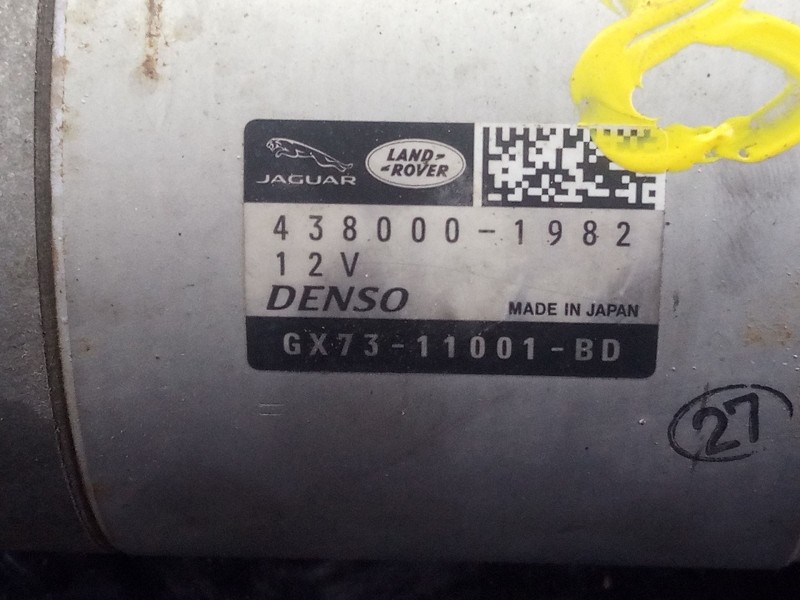 JAGUAR
LAND-
-ROVER
438000-1982
12V
DENSO
MADE IN JAPAN
GX73-11001-BD
27